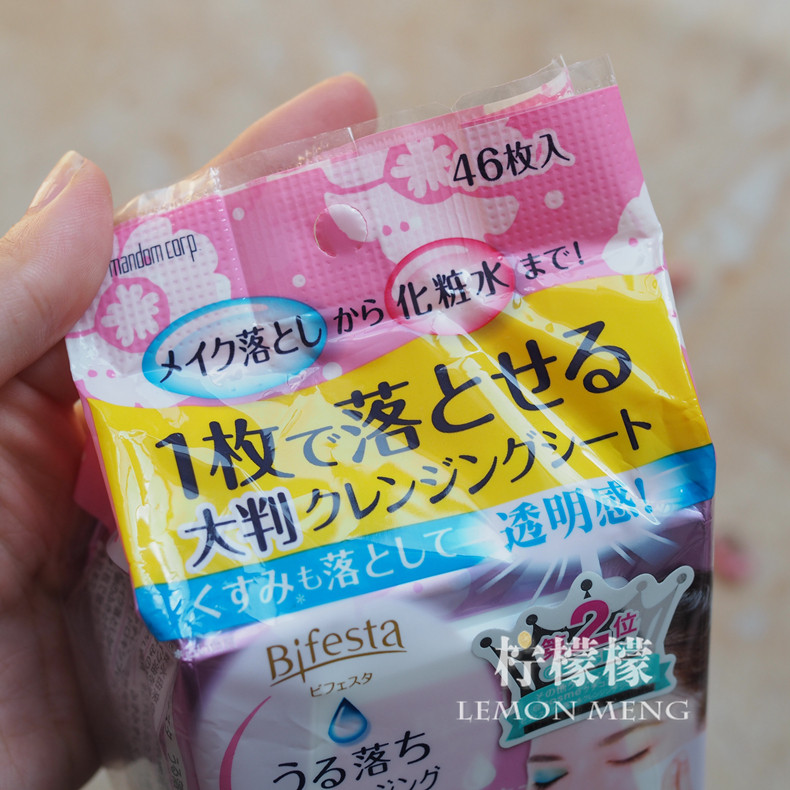 46枚入
mandom corp
メイク落としから化粧水まで!
1枚で落とせる
大判クレンジングシート
くすみも落として*透明感!
Bifesta
ビフェスタ
うる落ち
2位
柠檬檬
LEMON MENG